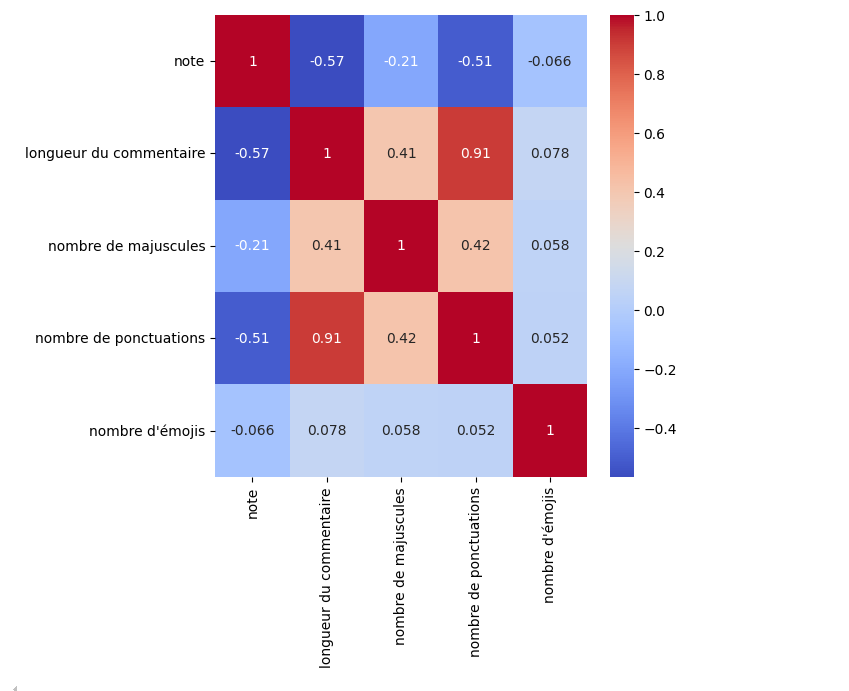 note 1 -0.57 -0.21 -0.51 -0.066
longueur du commentaire -0.57 1 0.41 0.91 0.078
nombre de majuscules -0.21 0.41 1 0.42 0.058
nombre de ponctuations -0.51 0.91 0.42 1 0.052
nombre d'émojis -0.066 0.078 0.058 0.052 1
note
longueur du commentaire
nombre de majuscules
nombre de ponctuations
nombre d'émojis
1.0
0.8
0.6
0.4
0.2
0.0
−0.2
−0.4